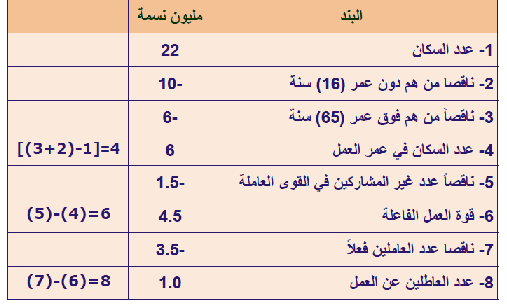 البند مليون نسمة
1- عدد السكان 22
2- ناقصا من هم دون عمر (16) سنة 10-
3- ناقصاً من هم فوق عمر (65) سنة 6-
4- عدد السكان في عمر العمل 6 4=[(3+2)-1]
5- ناقصاً عدد غير المشاركين في القوى العاملة 1.5-
6- قوة العمل الفاعلة 4.5 6=(4)-(5)
7- ناقصا عدد العاملين فعلاً 3.5-
8- عدد العاطلين عن العمل 1.0 8=(6)-(7)